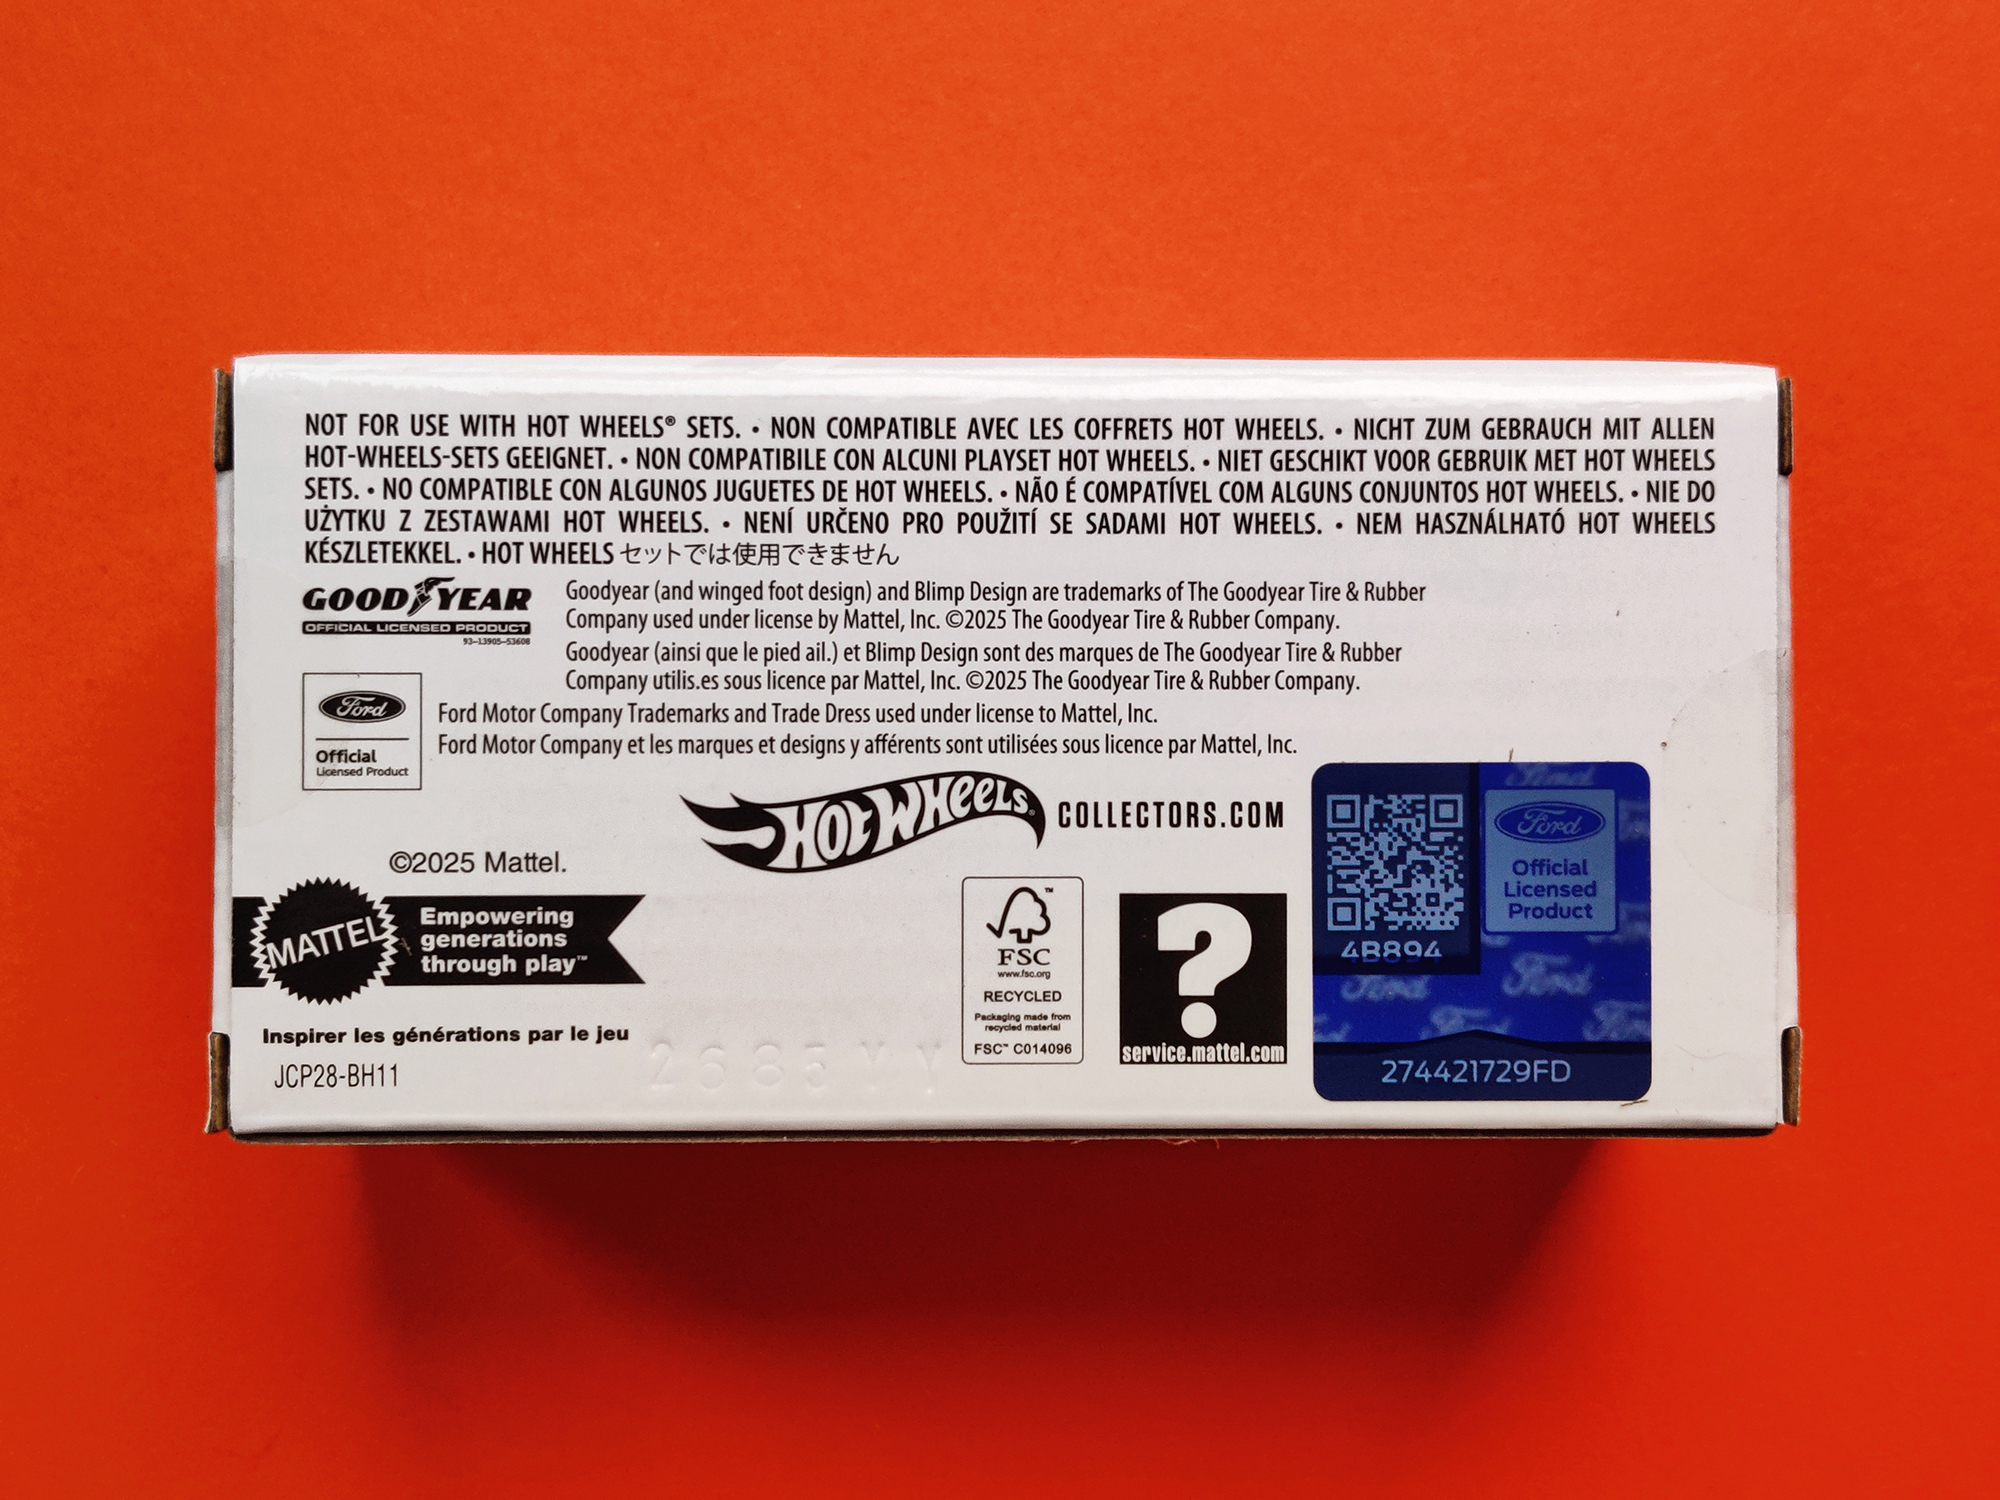 NOT FOR USE WITH HOT WHEELS® SETS. • NON COMPATIBLE AVEC LES COFFRETS HOT WHEELS. • NICHT ZUM GEBRAUCH MIT ALLEN
HOT-WHEELS-SETS GEEIGNET. • NON COMPATIBILE CON ALCUNI PLAYSET HOT WHEELS. • NIET GESCHIKT VOOR GEBRUIK MET HOT WHEELS
SETS. • NO COMPATIBLE CON ALGUNOS JUGUETES DE HOT WHEELS. • NÃO É COMPATÍVEL COM ALGUNS CONJUNTOS HOT WHEELS. • NIE DO
UŻYTKU Z ZESTAWAMI HOT WHEELS. • NENÍ URČENO PRO POUŽITÍ SE SADAMI HOT WHEELS. • NEM HASZNÁLHATÓ HOT WHEELS
KÉSZLETEKKEL. • HOT WHEELS セットでは使用できません
GOODYEAR
OFFICIAL LICENSED PRODUCT
93-13905-53608
Goodyear (and winged foot design) and Blimp Design are trademarks of The Goodyear Tire & Rubber
Company used under license by Mattel, Inc. ©2025 The Goodyear Tire & Rubber Company.
Goodyear (ainsi que le pied ail.) et Blimp Design sont des marques de The Goodyear Tire & Rubber
Company utilis.es sous licence par Mattel, Inc. ©2025 The Goodyear Tire & Rubber Company.
Ford
Official
Licensed Product
Ford Motor Company Trademarks and Trade Dress used under license to Mattel, Inc.
Ford Motor Company et les marques et designs y afférents sont utilisées sous licence par Mattel, Inc.
HOT WHEELS® COLLECTORS.COM
©2025 Mattel.
MATTEL
Empowering
generations
through play™
Inspirer les générations par le jeu
JCP28-BH11
2685YY
FSC™
www.fsc.org
RECYCLED
Packaging made from
recycled material
FSC™ C014096
?
service.mattel.com
4B894
Ford
Official
Licensed
Product
Ford
Ford
Ford
Ford
Ford
274421729FD